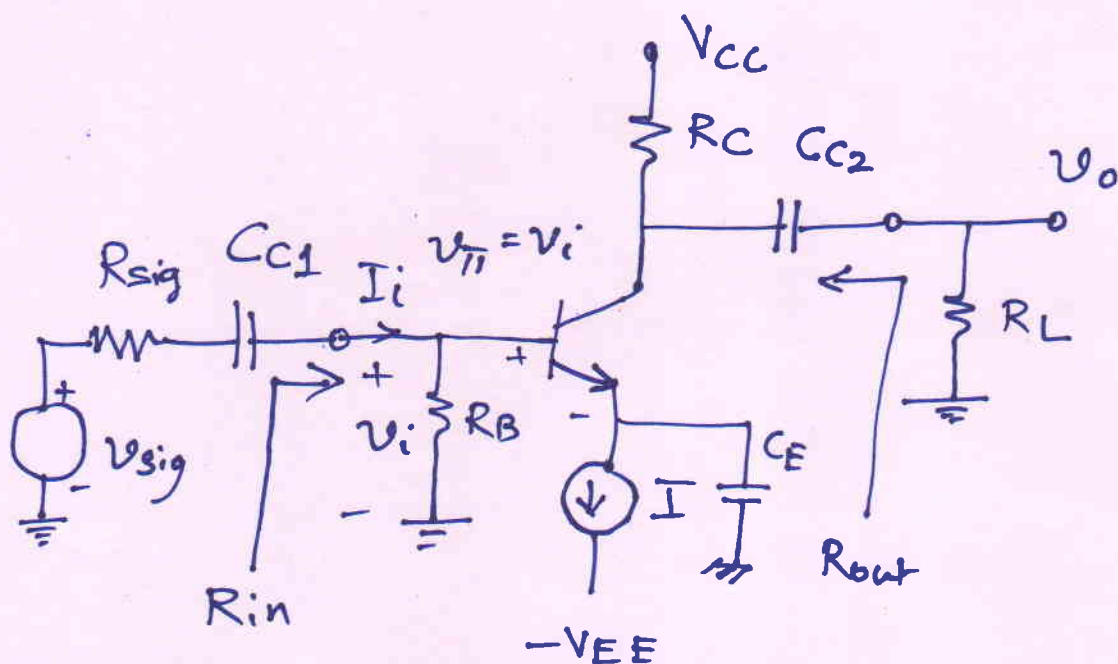 VCC
RC CC2
vo
Rsig CC1 Ii vπ = vi
+ + + -
vsig vi RB RL
- -
I CE
Rin Rout
-VEE